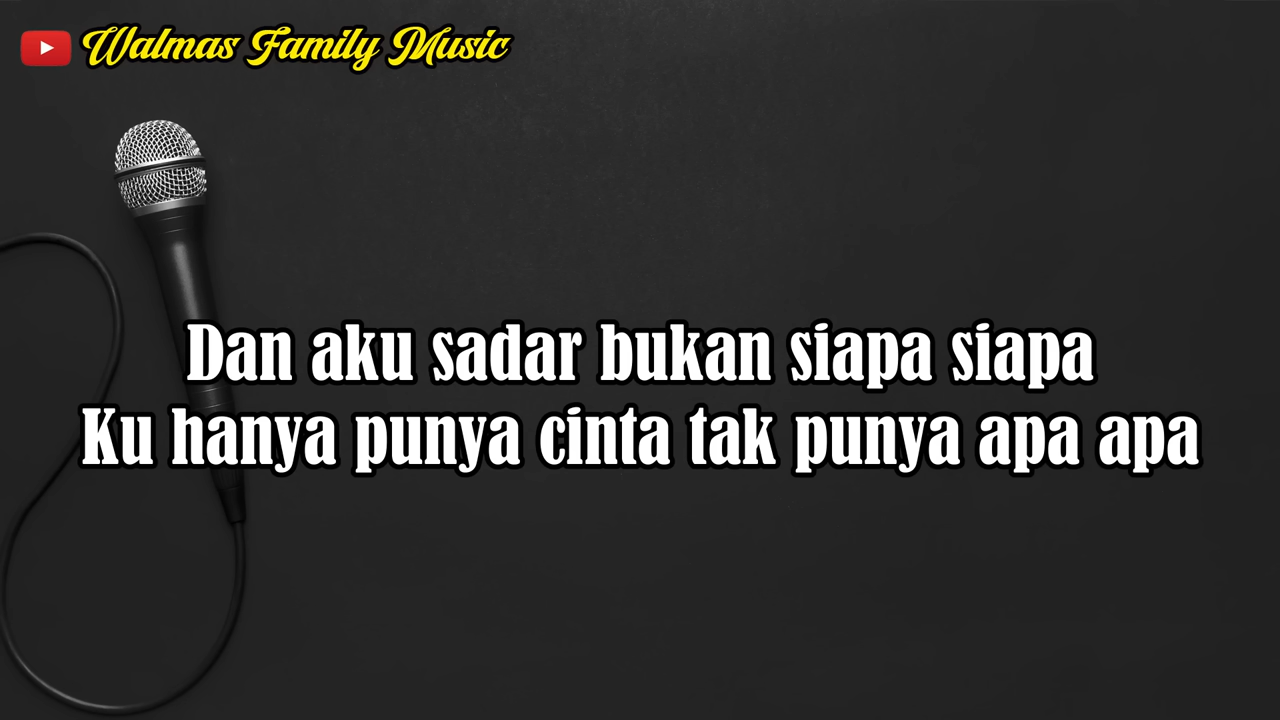 Walmas Family Music
Dan aku sadar bukan siapa siapa
Ku hanya punya cinta tak punya apa apa